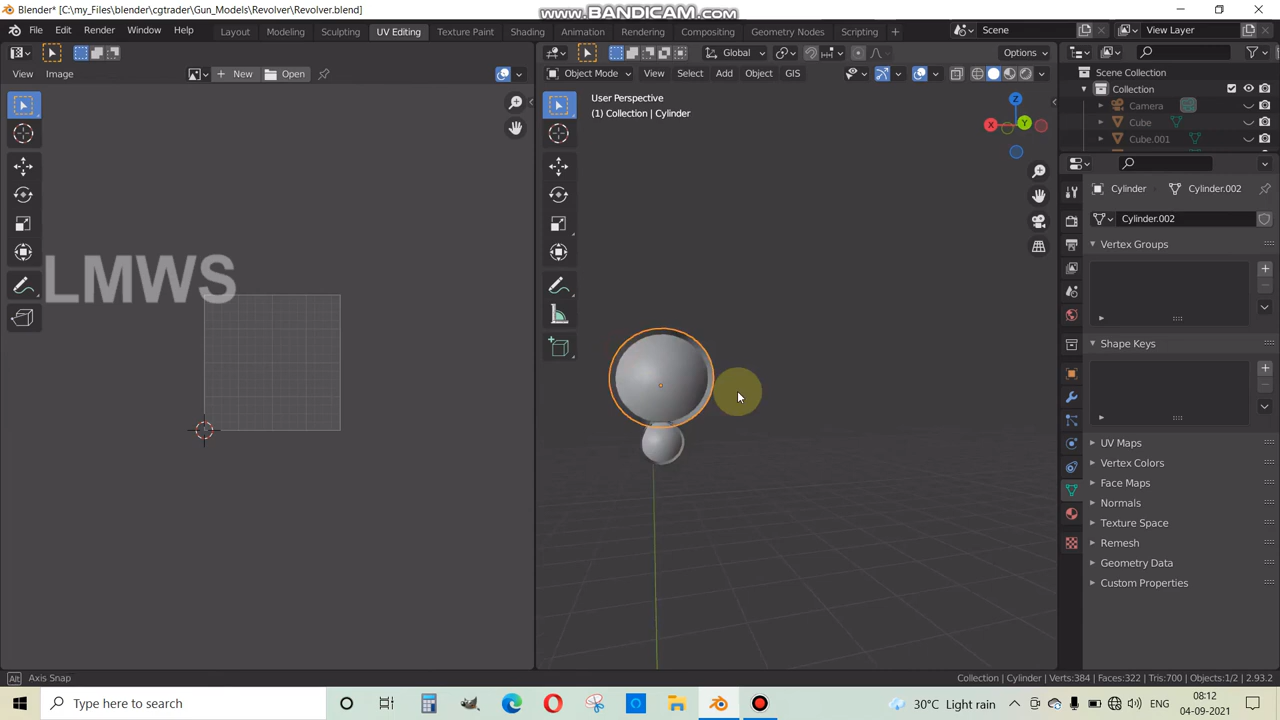 Blender* [C:\my_Files\blender\cgtrader\Gun_Models\Revolver\Revolver.blend]
www.BANDICAM.com
File Edit Render Window Help
Layout Modeling Sculpting UV Editing Texture Paint Shading Animation Rendering Compositing Geometry Nodes Scripting
Scene
View Layer
View Image
New Open
Global
Options
Object Mode View Select Add Object GIS
User Perspective
(1) Collection | Cylinder
Z
X
Y
LMWS
Scene Collection
Collection
Camera
Cube
Cube.001
Cylinder
Cylinder.002
Cylinder.002
Vertex Groups
Shape Keys
UV Maps
Vertex Colors
Face Maps
Normals
Texture Space
Remesh
Geometry Data
Custom Properties
Alt Axis Snap
Collection | Cylinder | Verts:384 | Faces:322 | Tris:700 | Objects:1/2 | 2.93.2
Type here to search
30°C Light rain
ENG
08:12
04-09-2021